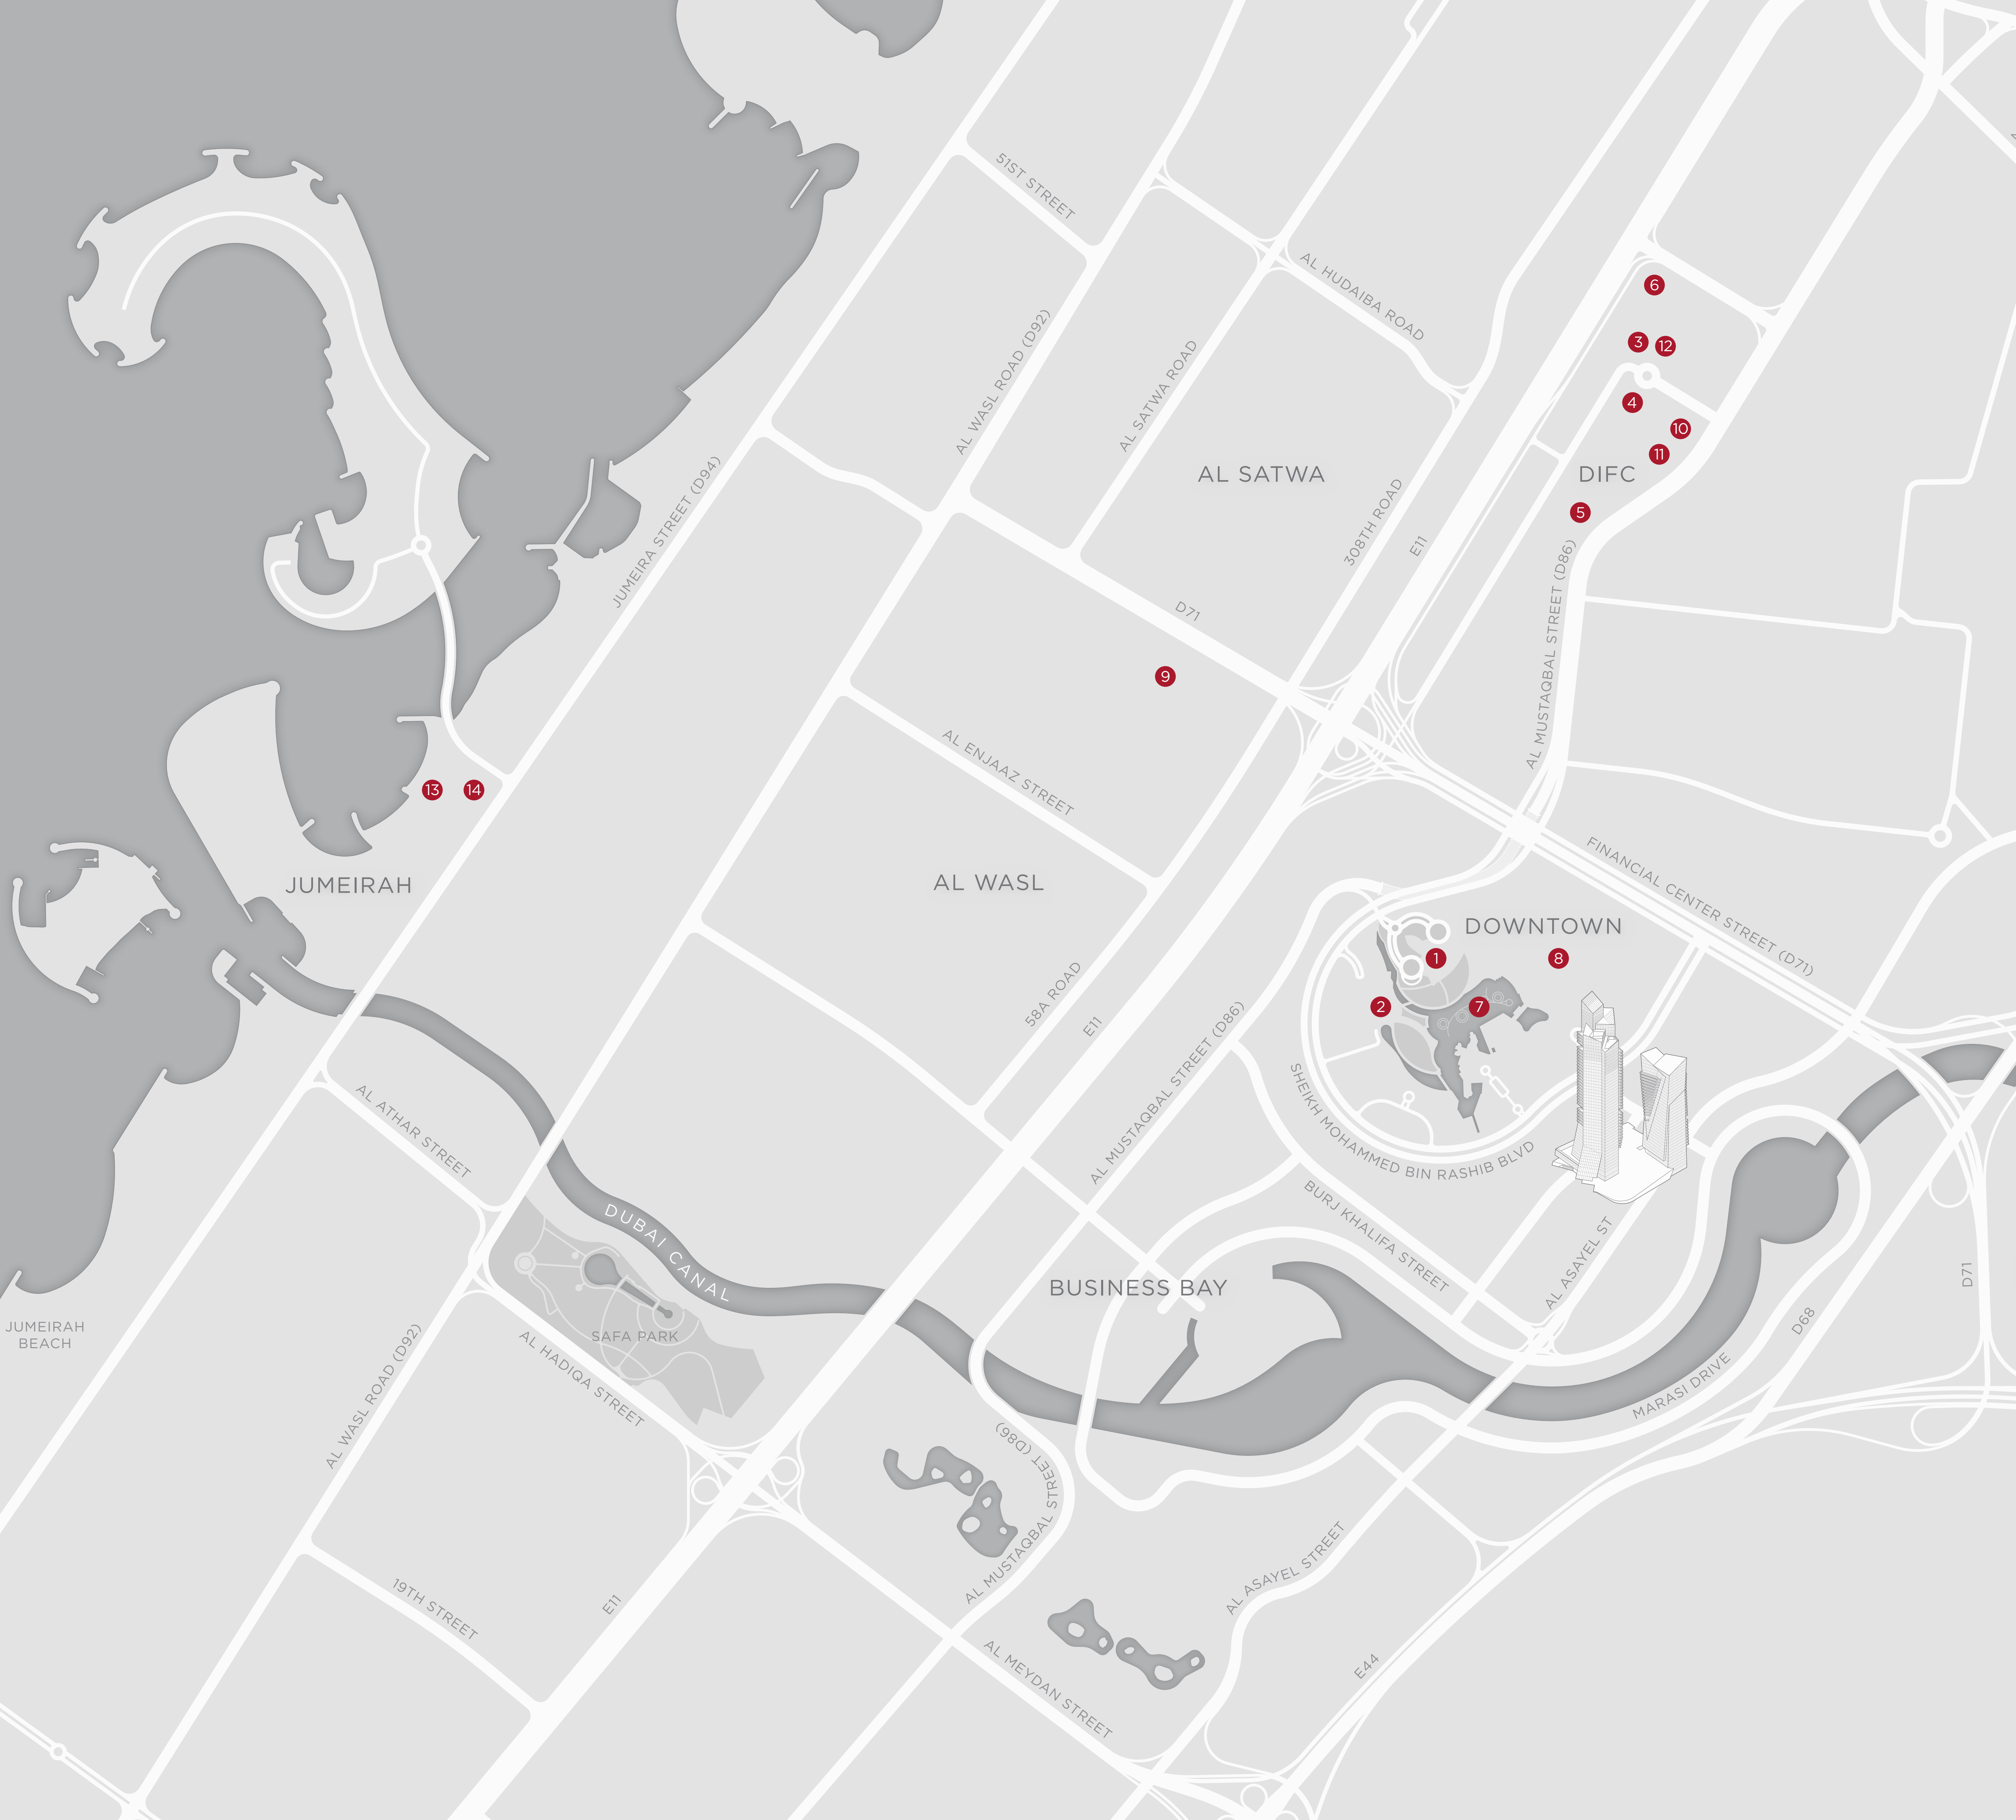 51ST STREET
AL HUDAIBA ROAD
6
3
12
4
10
11
AL WASL ROAD (D92)
AL SATWA ROAD
AL SATWA
DIFC
5
JUMEIRA STREET (D94)
308TH ROAD
E11
AL MUSTAQBAL STREET (D86)
D71
9
AL ENJAAZ STREET
13
14
JUMEIRAH
AL WASL
FINANCIAL CENTER STREET (D71)
DOWNTOWN
1
8
2
7
58A ROAD
E11
AL MUSTAQBAL STREET (D86)
SHEIKH MOHAMMED BIN RASHIB BLVD
AL ATHAR STREET
BURJ KHALIFA STREET
DUBAI CANAL
AL ASAYEL ST
BUSINESS BAY
D71
D68
JUMEIRAH
BEACH
SAFA PARK
AL HADIQA STREET
AL WASL ROAD (D92)
MARASI DRIVE
AL MUSTAQBAL STREET (D86)
AL ASAYEL STREET
19TH STREET
E11
AL MEYDAN STREET
E44